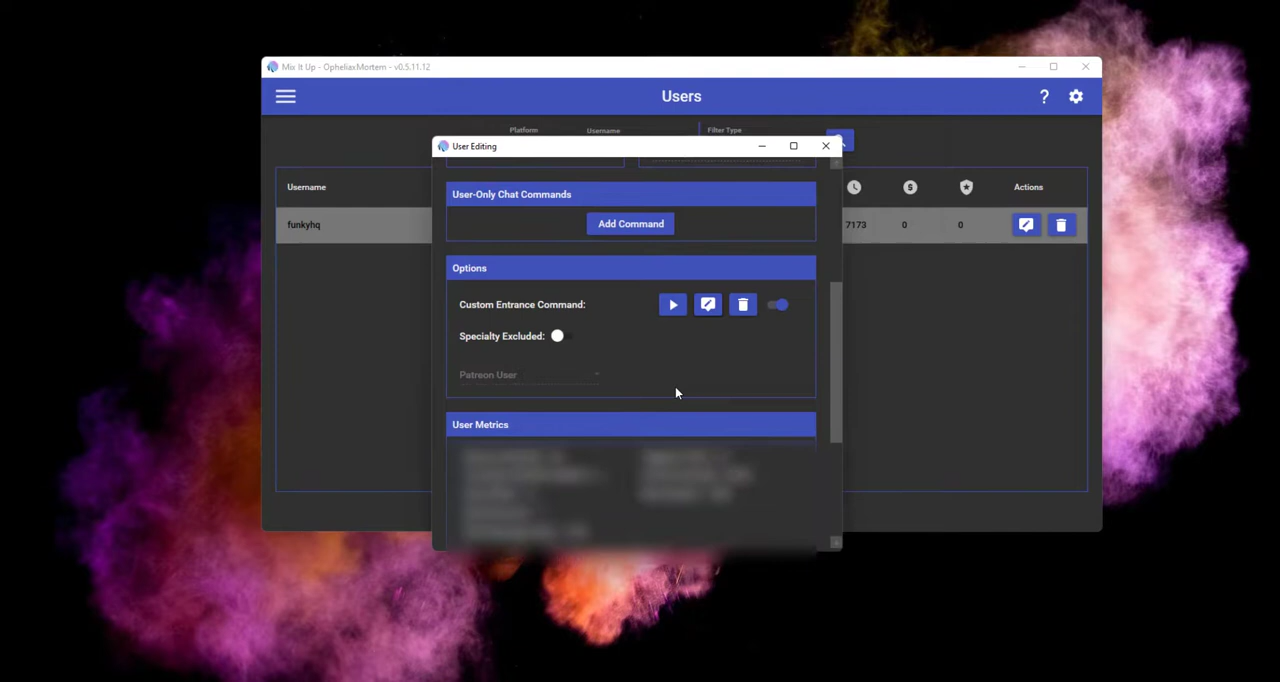 Mix It Up - OpheliaxMortem - v0.5.11.12
Users
?
Platform
Username
Filter Type
User Editing
Username
Actions
User-Only Chat Commands
Add Command
funkyhq
7173
0
0
Options
Custom Entrance Command:
Specialty Excluded:
Patreon User
User Metrics